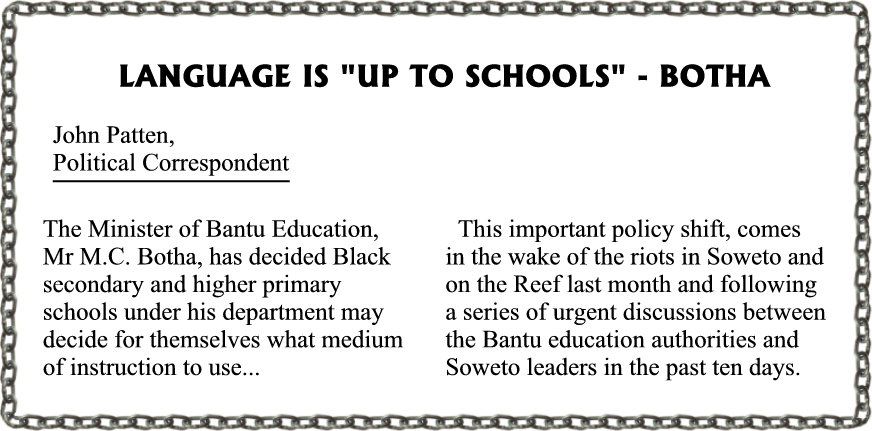 LANGUAGE IS "UP TO SCHOOLS" - BOTHA
John Patten,
Political Correspondent
The Minister of Bantu Education,
Mr M.C. Botha, has decided Black
secondary and higher primary
schools under his department may
decide for themselves what medium
of instruction to use...
This important policy shift, comes
in the wake of the riots in Soweto and
on the Reef last month and following
a series of urgent discussions between
the Bantu education authorities and
Soweto leaders in the past ten days.